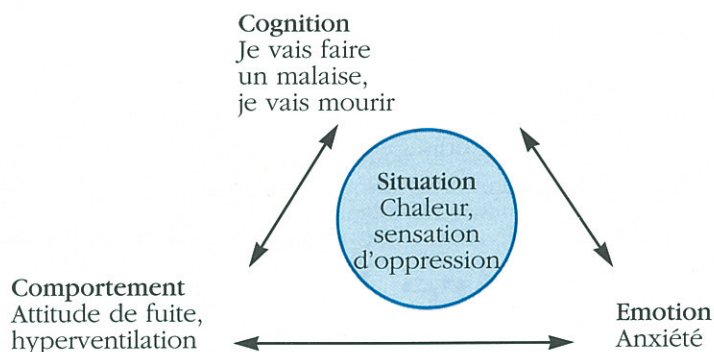 Cognition
Je vais faire
un malaise,
je vais mourir
Situation
Chaleur,
sensation
d'oppression
Comportement
Attitude de fuite,
hyperventilation
Emotion
Anxiété